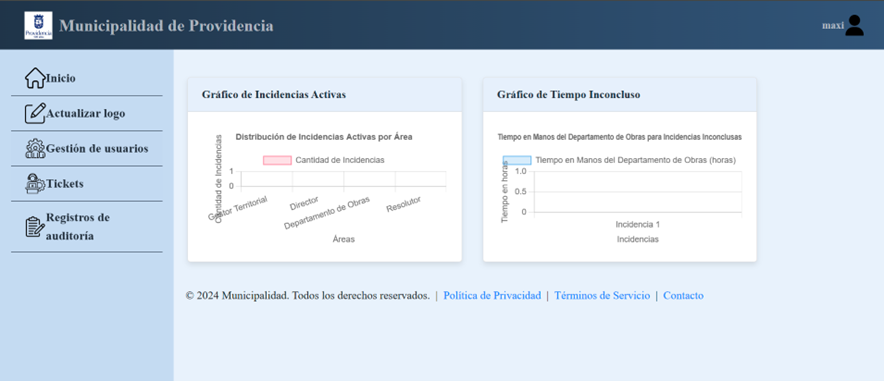 Providencia
Municipalidad de Providencia
maxi
Inicio
Actualizar logo
Gestión de usuarios
Tickets
Registros de
auditoría
Gráfico de Incidencias Activas
Distribución de Incidencias Activas por Área
Cantidad de Incidencias
Cantidad de Incidencias
1
0
Gestor Territorial
Director
Departamento de Obras
Resolutor
Áreas
Gráfico de Tiempo Inconcluso
Tiempo en Manos del Departamento de Obras para Incidencias Inconclusas
Tiempo en Manos del Departamento de Obras (horas)
Tiempo en horas
1.0
0.5
0
Incidencia 1
Incidencias
© 2024 Municipalidad. Todos los derechos reservados. | Política de Privacidad | Términos de Servicio | Contacto